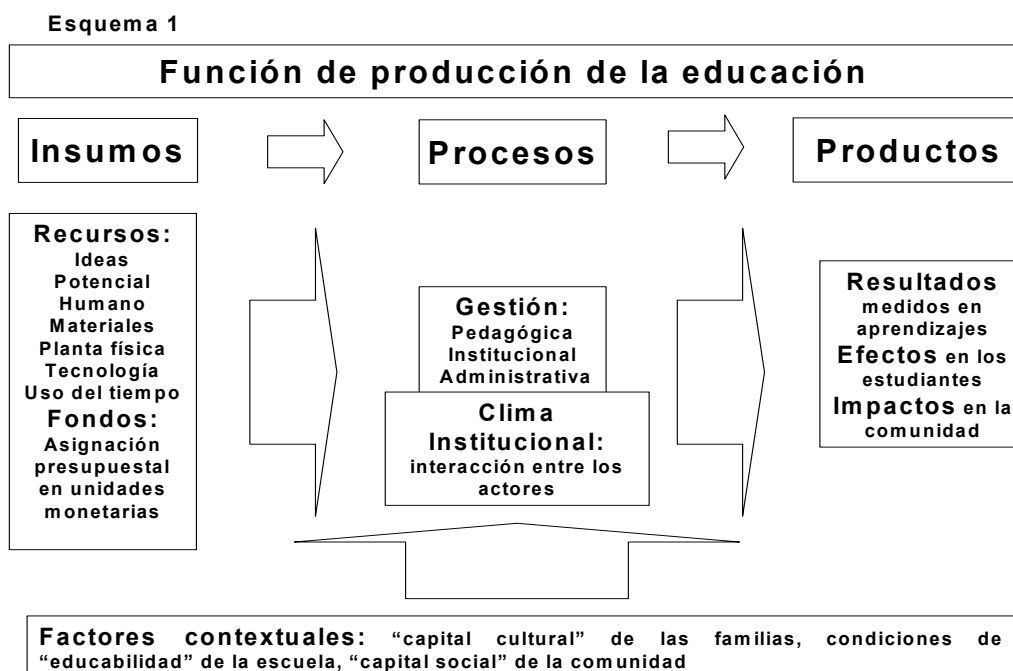 Esquema 1
Función de producción de la educación
Insumos
Procesos
Productos
Recursos:
Ideas
Potencial
Humano
Materiales
Planta física
Tecnología
Uso del tiempo
Fondos:
Asignación
presupuestal
en unidades
monetarias
Gestión:
Pedagógica
Institucional
Administrativa
Clima
Institucional:
interacción entre los
actores
Resultados
medidos en
aprendizajes
Efectos en los
estudiantes
Impactos en la
comunidad
Factores contextuales: “capital cultural” de las familias, condiciones de
“educabilidad” de la escuela, “capital social” de la comunidad